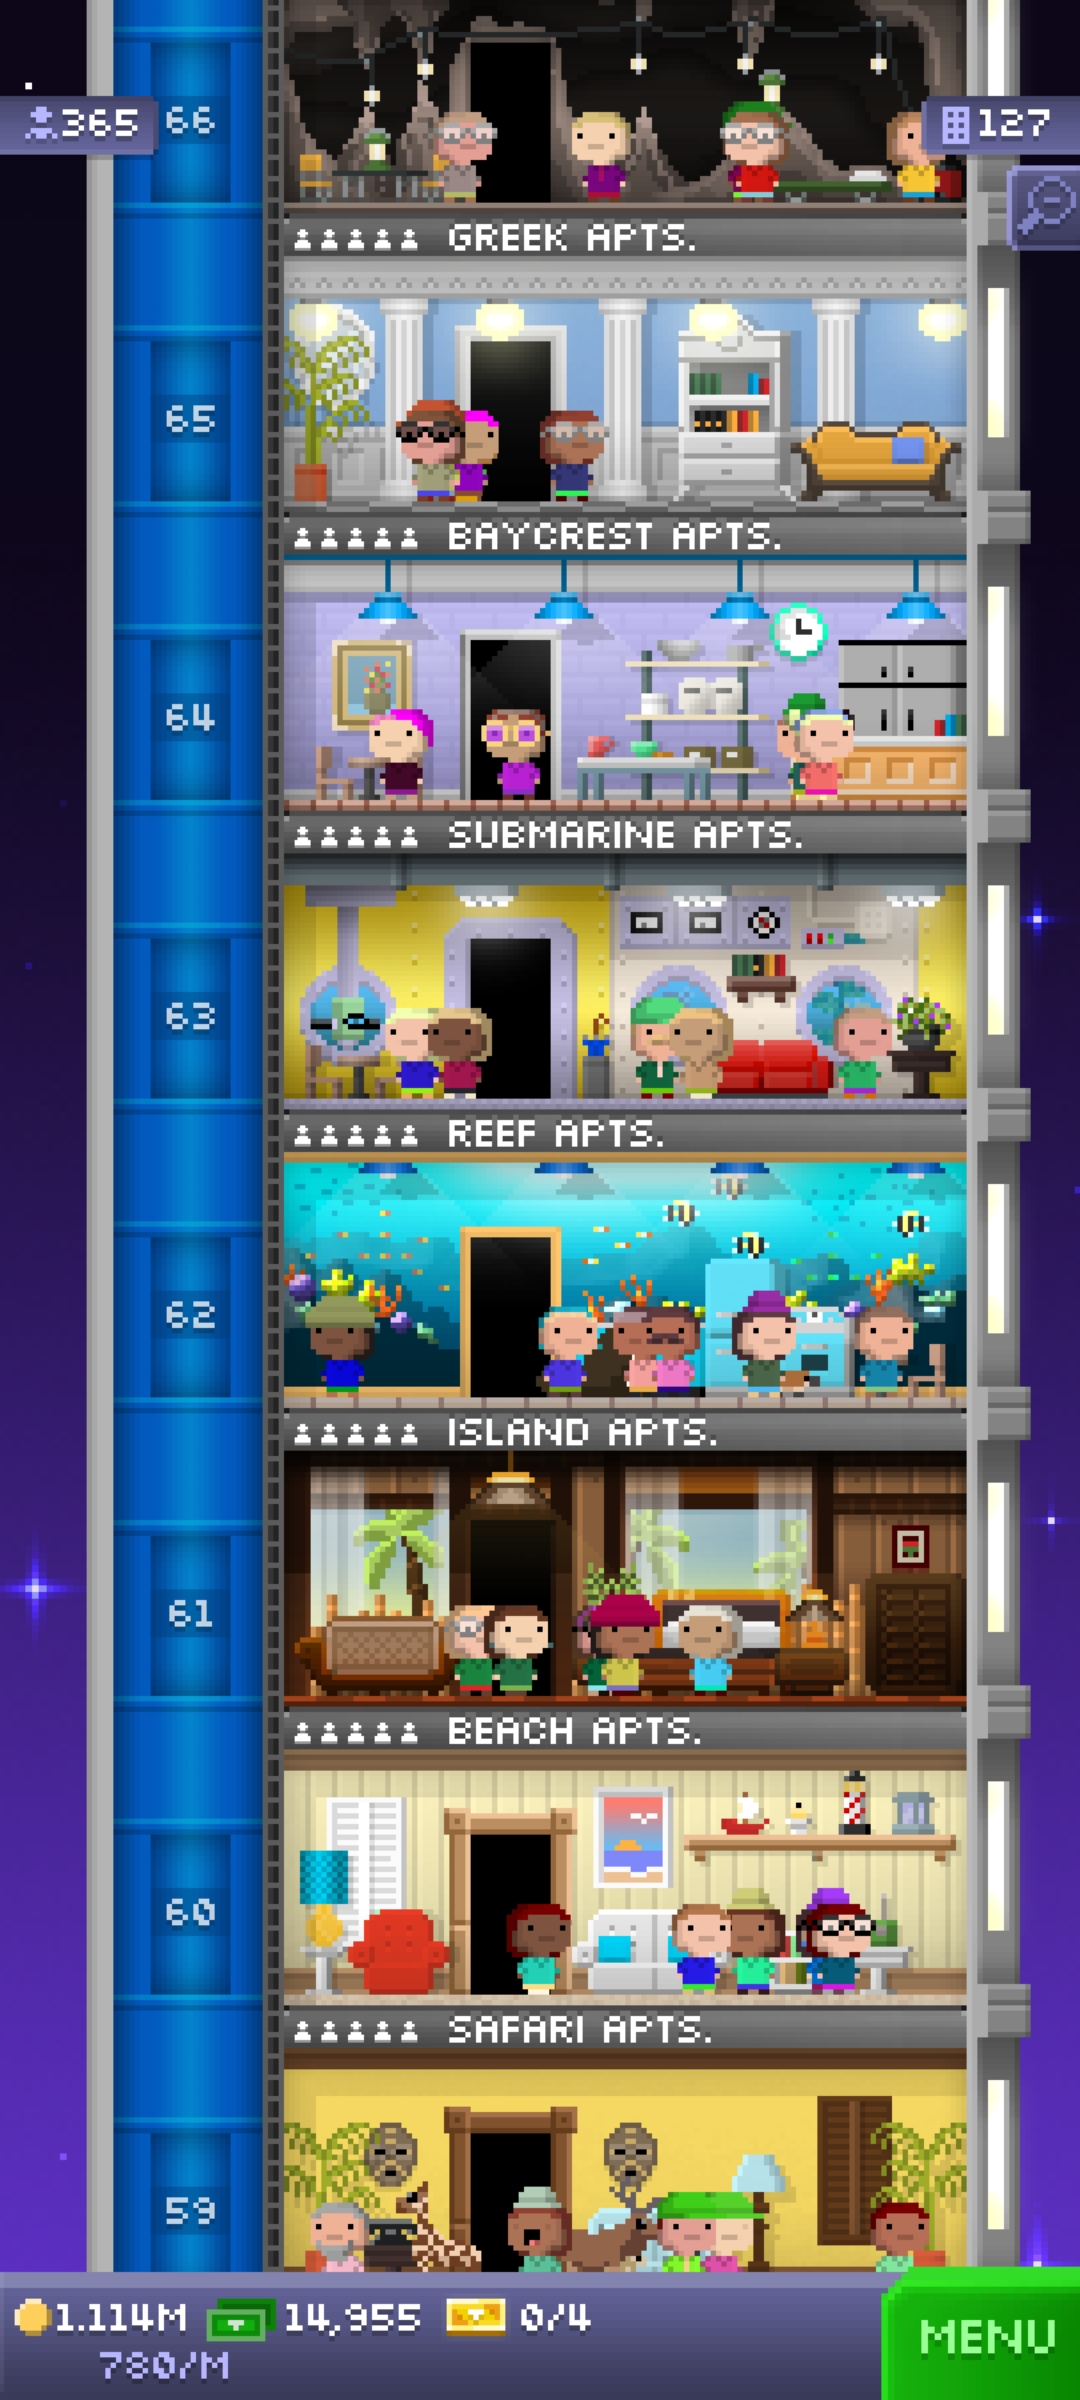 365
66
127
GREEK APTS.
65
BAYCREST APTS.
64
SUBMARINE APTS.
63
REEF APTS.
62
ISLAND APTS.
61
BEACH APTS.
60
SAFARI APTS.
59
1.114M 14,955 0/4
780/M
MENU